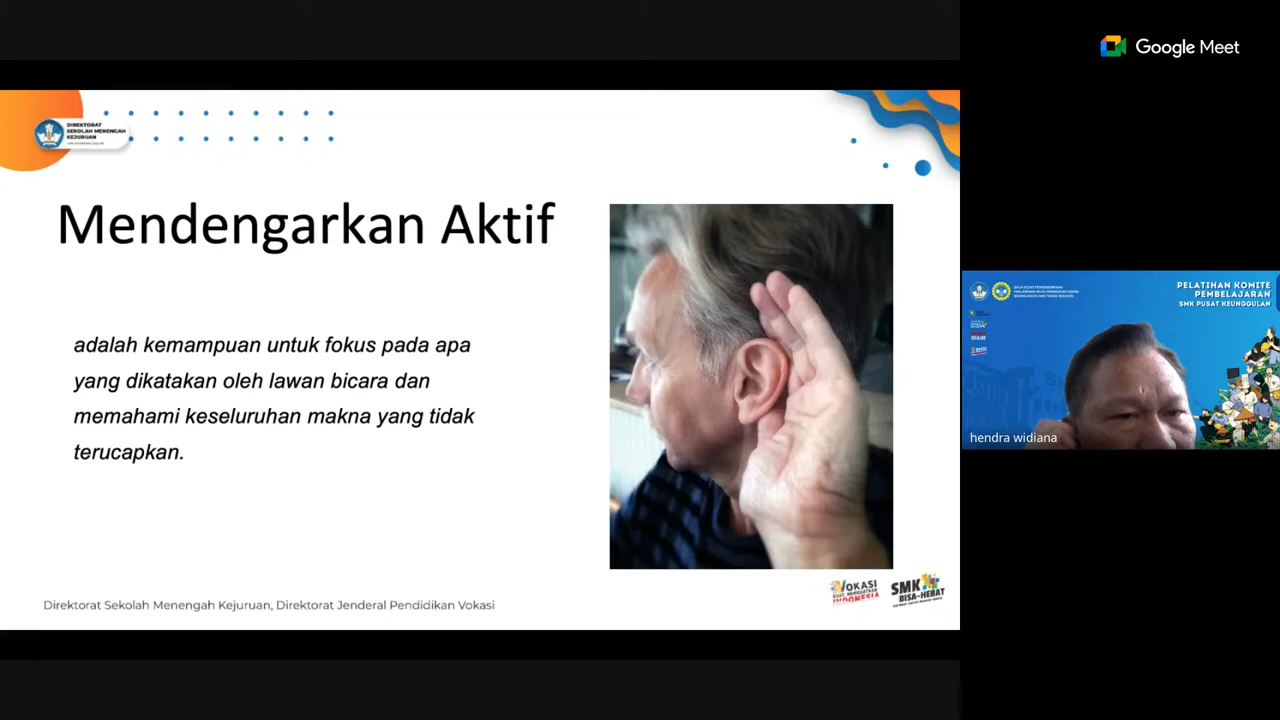 Google Meet
DIREKTORAT
SEKOLAH MENENGAH
KEJURUAN
Mendengarkan Aktif
adalah kemampuan untuk fokus pada apa
yang dikatakan oleh lawan bicara dan
memahami keseluruhan makna yang tidak
terucapkan.
VOKASI
INDONESIA
SMK
BISA-HEBAT
Direktorat Sekolah Menengah Kejuruan, Direktorat Jenderal Pendidikan Vokasi
PELATIHAN KOMITE
PEMBELAJARAN
SMK PUSAT KEUNGGULAN
hendra widiana